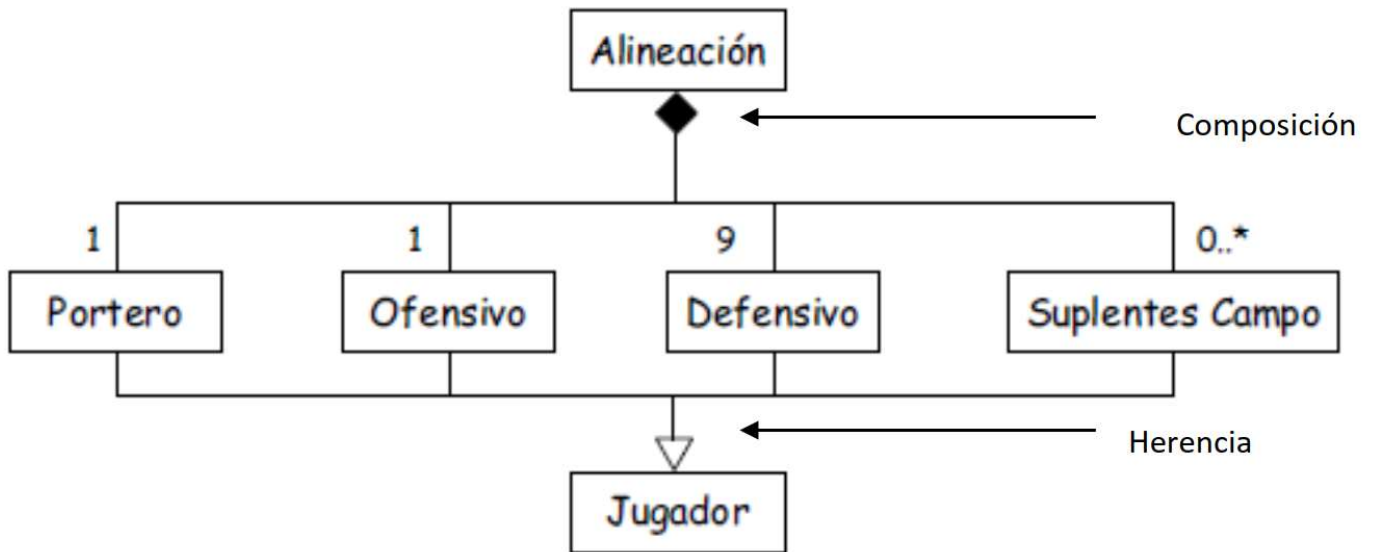 Alineación
Composición
1
1
9
0..*
Portero
Ofensivo
Defensivo
Suplentes Campo
Herencia
Jugador